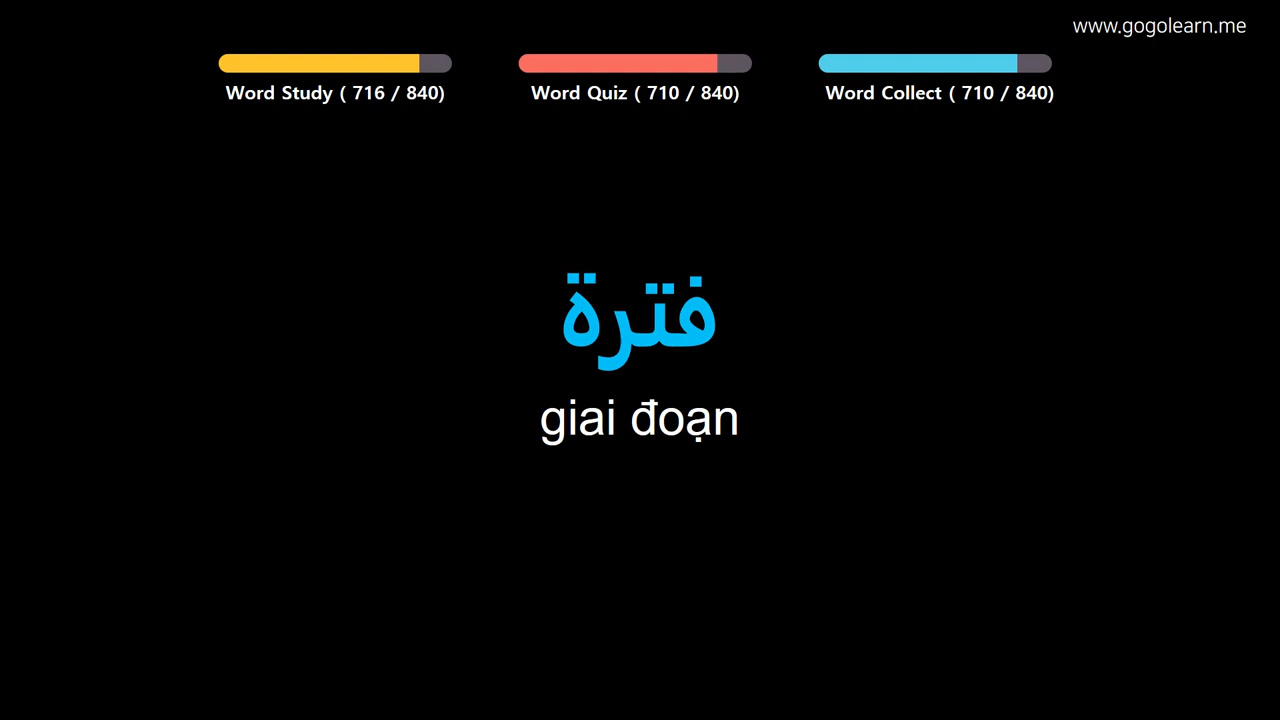 www.gogolearn.me
Word Study ( 716 / 840)
Word Quiz ( 710 / 840)
Word Collect ( 710 / 840)
فترة
giai đoạn